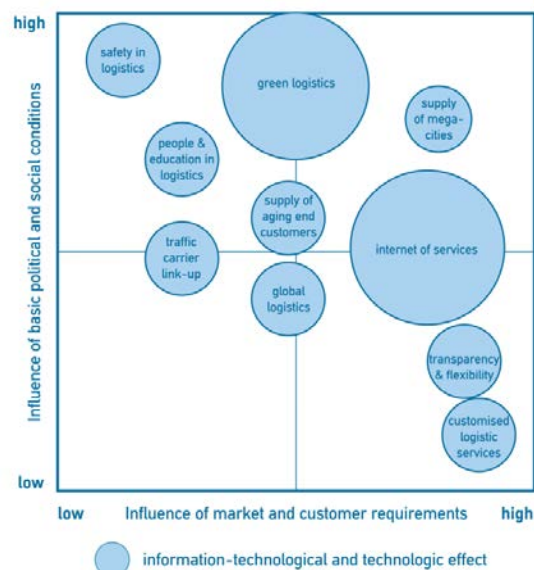 high
safety in
logistics
green logistics
supply
of mega-
cities
people &
education in
logistics
supply of
aging end
customers
traffic
carrier
link-up
internet of services
global
logistics
transparency
& flexibility
customised
logistic
services
Influence of basic political and social conditions
low
low Influence of market and customer requirements high
information-technological and technologic effect